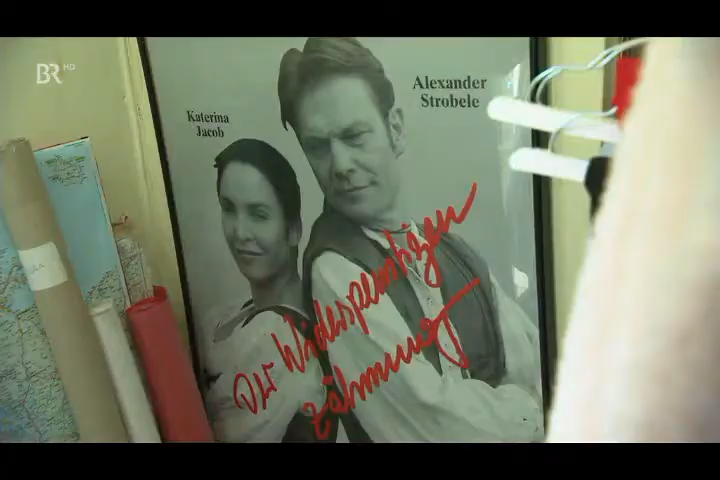 BR HD
Alexander
Strobele
Katerina
Jacob
Der Widerspenstigen
zähmung